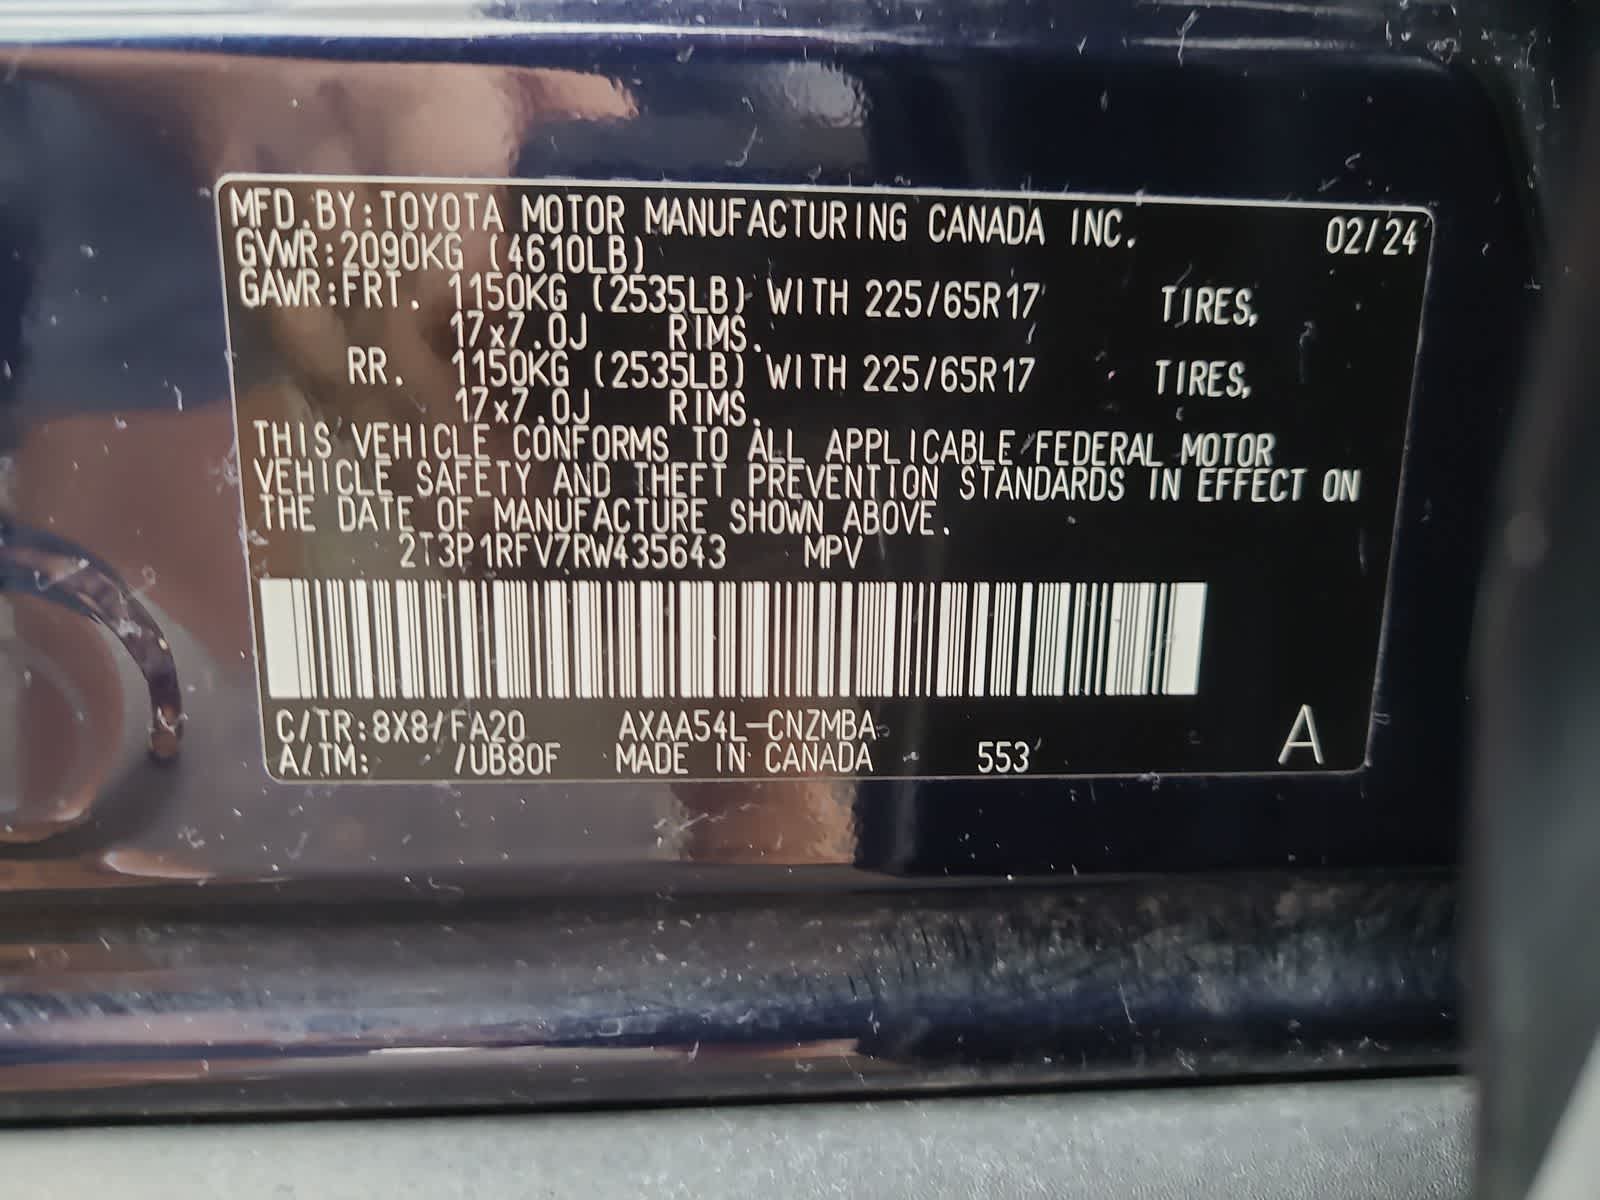 MFD.BY:TOYOTA MOTOR MANUFACTURING CANADA INC. 02/24
GVWR:2090KG (4610LB)
GAWR:FRT. 1150KG (2535LB) WITH 225/65R17 TIRES,
17x7.0J RIMS.
RR. 1150KG (2535LB) WITH 225/65R17 TIRES,
17x7.0J RIMS.
THIS VEHICLE CONFORMS TO ALL APPLICABLE FEDERAL MOTOR
VEHICLE SAFETY AND THEFT PREVENTION STANDARDS IN EFFECT ON
THE DATE OF MANUFACTURE SHOWN ABOVE.
2T3P1RFV7RW435643 MPV
C/TR:8X8/FA20 AXAA54L-CNZMBA
A/TM: /UB80F MADE IN CANADA 553 A